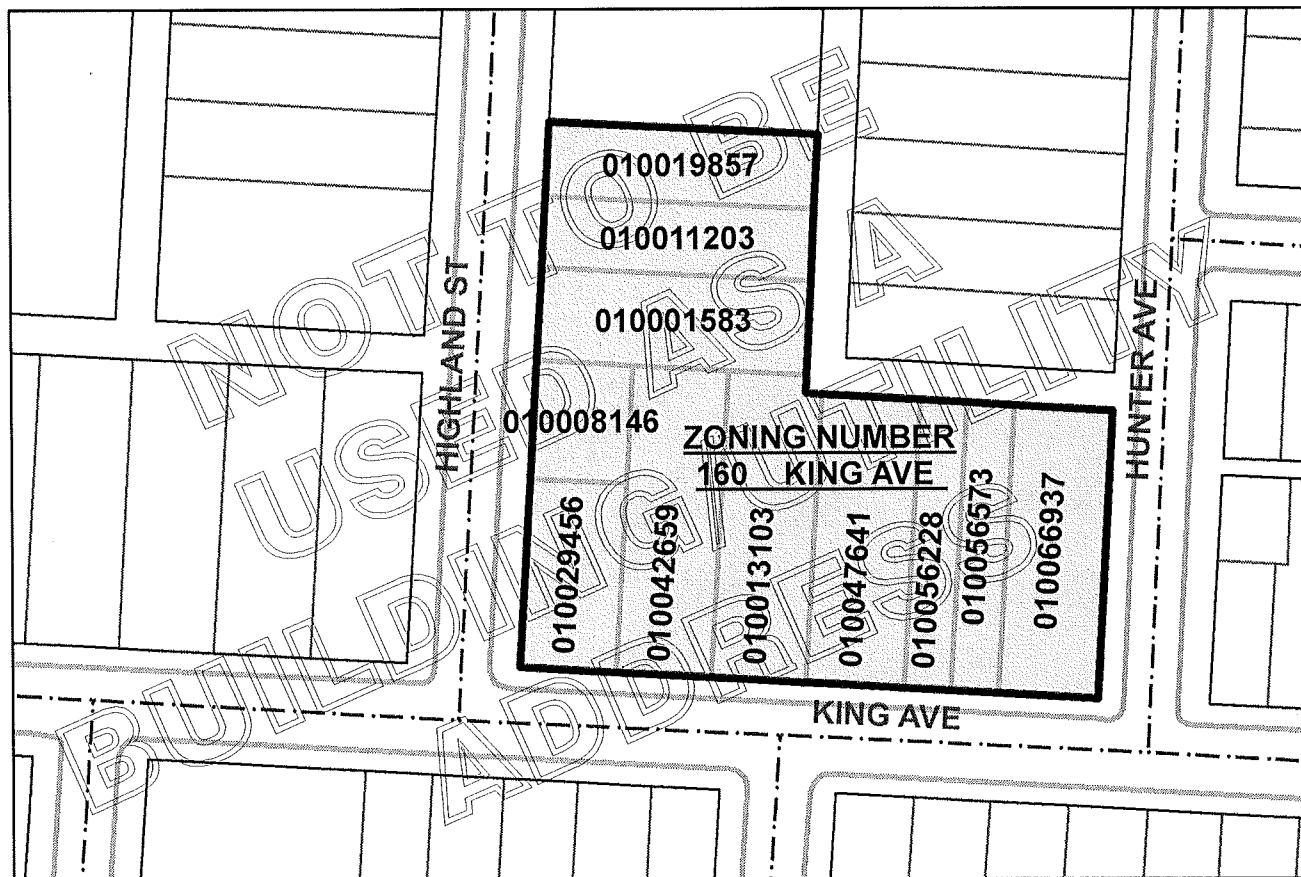 010019857
010011203
010001583
010008146
ZONING NUMBER
160 KING AVE
010029456
010042659
010013103
010047641
010056228
010056573
010066937
HIGHLAND ST
HUNTER AVE
KING AVE
NOT TO BE
USED AS A
BUILDING / UTILITY
ADDRESS